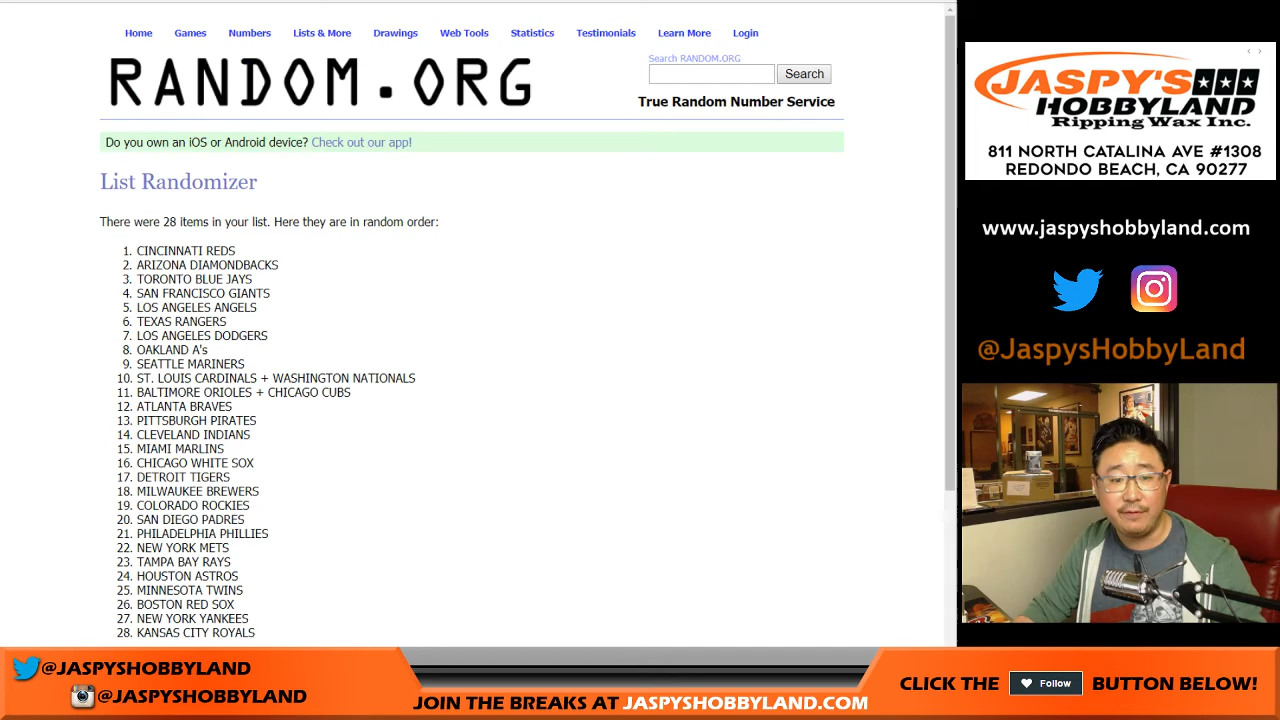 Home Games Numbers Lists & More Drawings Web Tools Statistics Testimonials Learn More Login
RANDOM.ORG
Search RANDOM.ORG
Search
True Random Number Service
Do you own an iOS or Android device? Check out our app!
List Randomizer
There were 28 items in your list. Here they are in random order:
1. CINCINNATI REDS
2. ARIZONA DIAMONDBACKS
3. TORONTO BLUE JAYS
4. SAN FRANCISCO GIANTS
5. LOS ANGELES ANGELS
6. TEXAS RANGERS
7. LOS ANGELES DODGERS
8. OAKLAND A's
9. SEATTLE MARINERS
10. ST. LOUIS CARDINALS + WASHINGTON NATIONALS
11. BALTIMORE ORIOLES + CHICAGO CUBS
12. ATLANTA BRAVES
13. PITTSBURGH PIRATES
14. CLEVELAND INDIANS
15. MIAMI MARLINS
16. CHICAGO WHITE SOX
17. DETROIT TIGERS
18. MILWAUKEE BREWERS
19. COLORADO ROCKIES
20. SAN DIEGO PADRES
21. PHILADELPHIA PHILLIES
22. NEW YORK METS
23. TAMPA BAY RAYS
24. HOUSTON ASTROS
25. MINNESOTA TWINS
26. BOSTON RED SOX
27. NEW YORK YANKEES
28. KANSAS CITY ROYALS
JASPY'S
HOBBYLAND
Ripping Wax Inc.
811 NORTH CATALINA AVE #1308
REDONDO BEACH, CA 90277
www.jaspyshobbyland.com
@JaspysHobbyLand
@JASPYSHOBBYLAND
@JASPYSHOBBYLAND
JOIN THE BREAKS AT JASPYSHOBBYLAND.COM
CLICK THE Follow BUTTON BELOW!